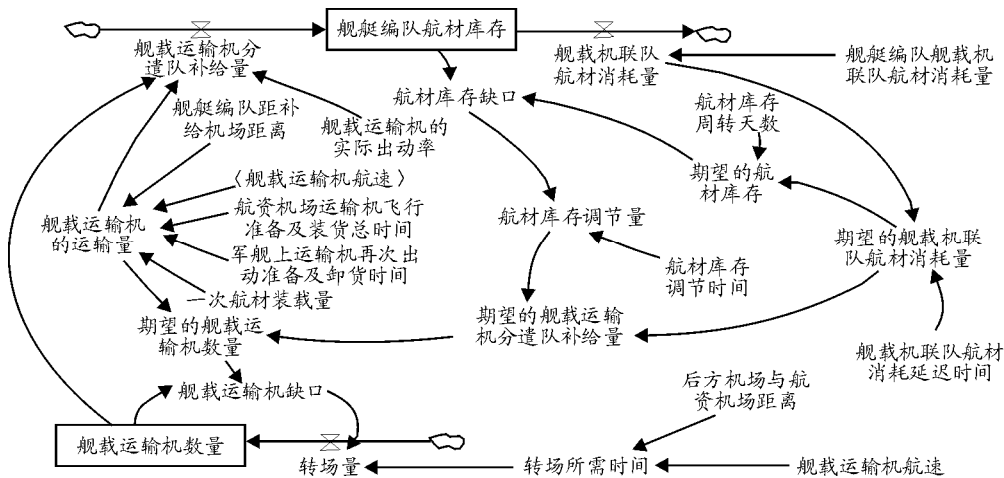 舰艇编队航材库存
舰载运输机分
遣队补给量
舰载机联队
航材消耗量
舰艇编队舰载机
联队航材消耗量
航材库存缺口
航材库存
周转天数
舰艇编队距补
给机场距离
舰载运输机的
实际出动率
期望的航
材库存
〈舰载运输机航速〉
舰载运输机
的运输量
航资机场运输机飞行
准备及装货总时间
军舰上运输机再次出
动准备及卸货时间
一次航材装载量
航材库存调节量
期望的舰载机联
队航材消耗量
航材库存
调节时间
期望的舰载运
输机数量
期望的舰载运输
机分遣队补给量
舰载机联队航材
消耗延迟时间
舰载运输机缺口
后方机场与航
资机场距离
舰载运输机数量
转场量
转场所需时间
舰载运输机航速